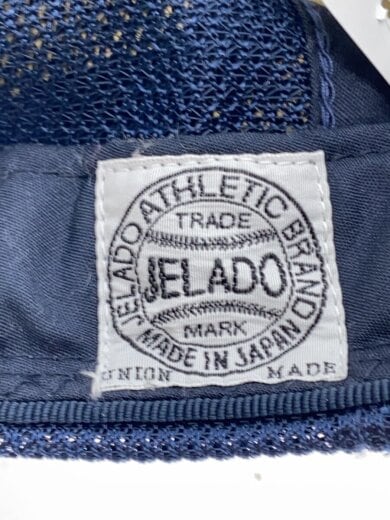 JELADO ATHLETIC BRAND
TRADE
JELADO
MARK
MADE IN JAPAN
UNION MADE